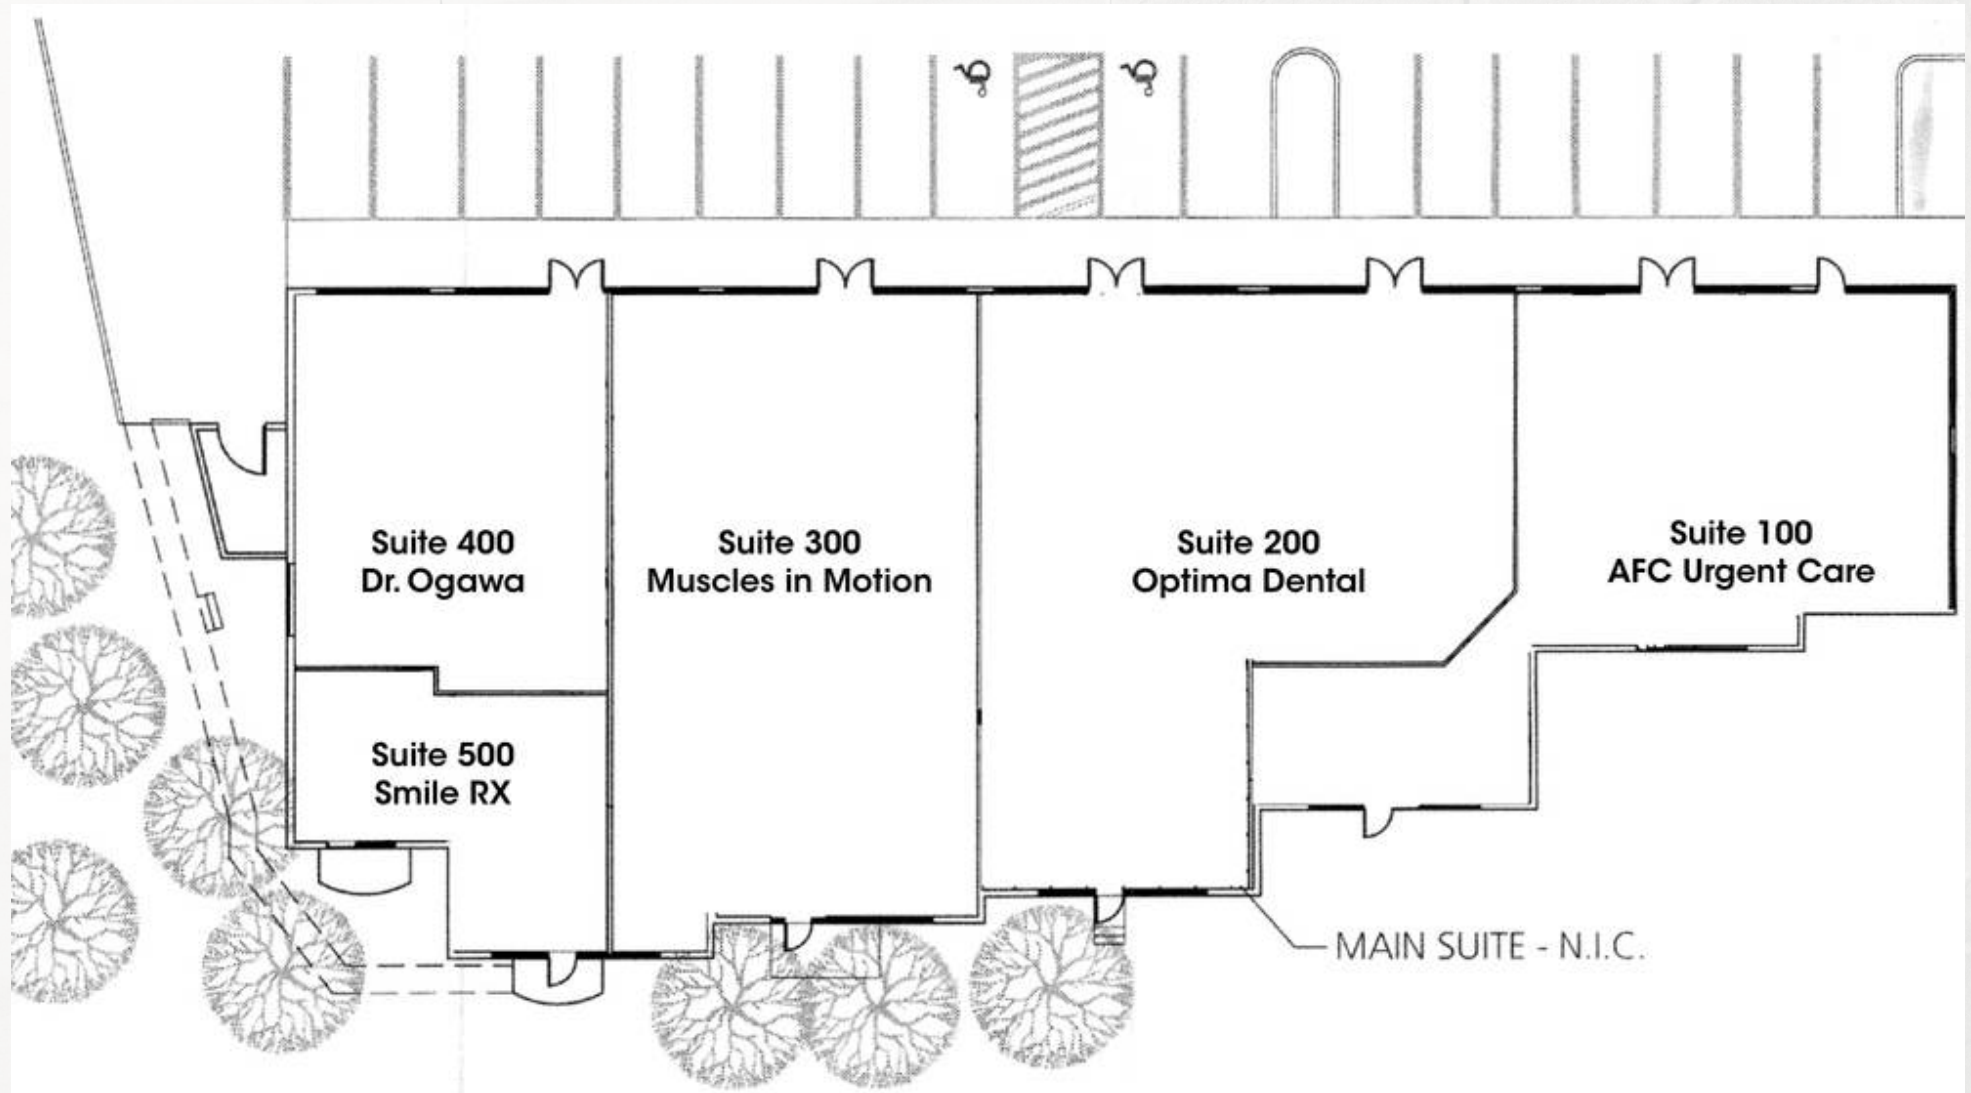 Suite 400
Dr. Ogawa
Suite 300
Muscles in Motion
Suite 200
Optima Dental
Suite 100
AFC Urgent Care
Suite 500
Smile RX
MAIN SUITE - N.I.C.